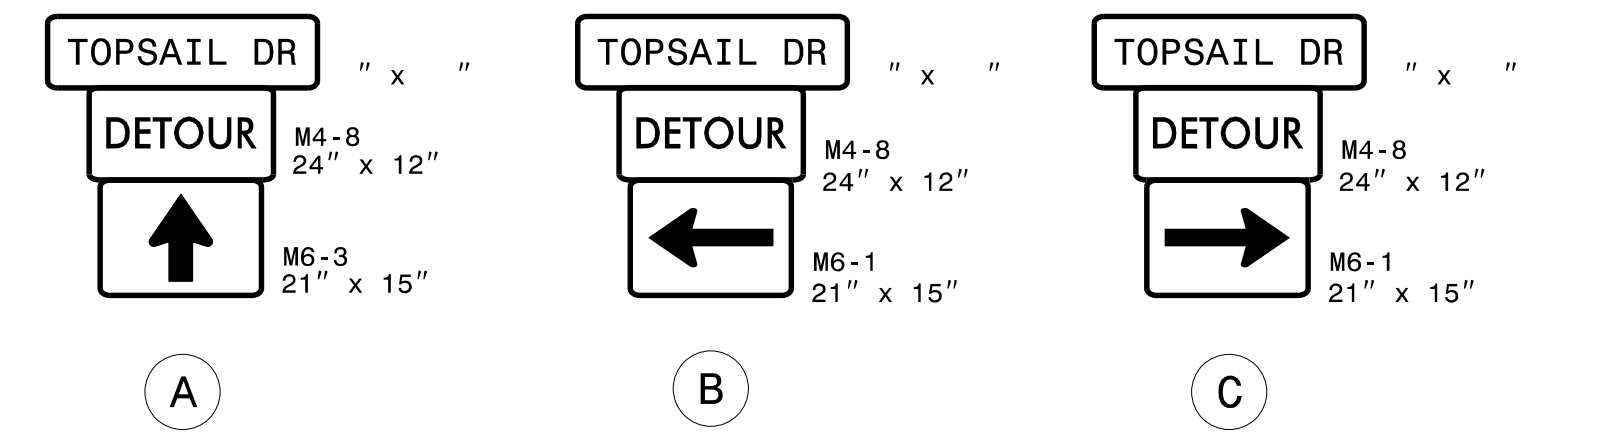 TOPSAIL DR
" x "
DETOUR
M4-8
24" x 12"
M6-3
21" x 15"
A
TOPSAIL DR
" x "
DETOUR
M4-8
24" x 12"
M6-1
21" x 15"
B
TOPSAIL DR
" x "
DETOUR
M4-8
24" x 12"
M6-1
21" x 15"
C